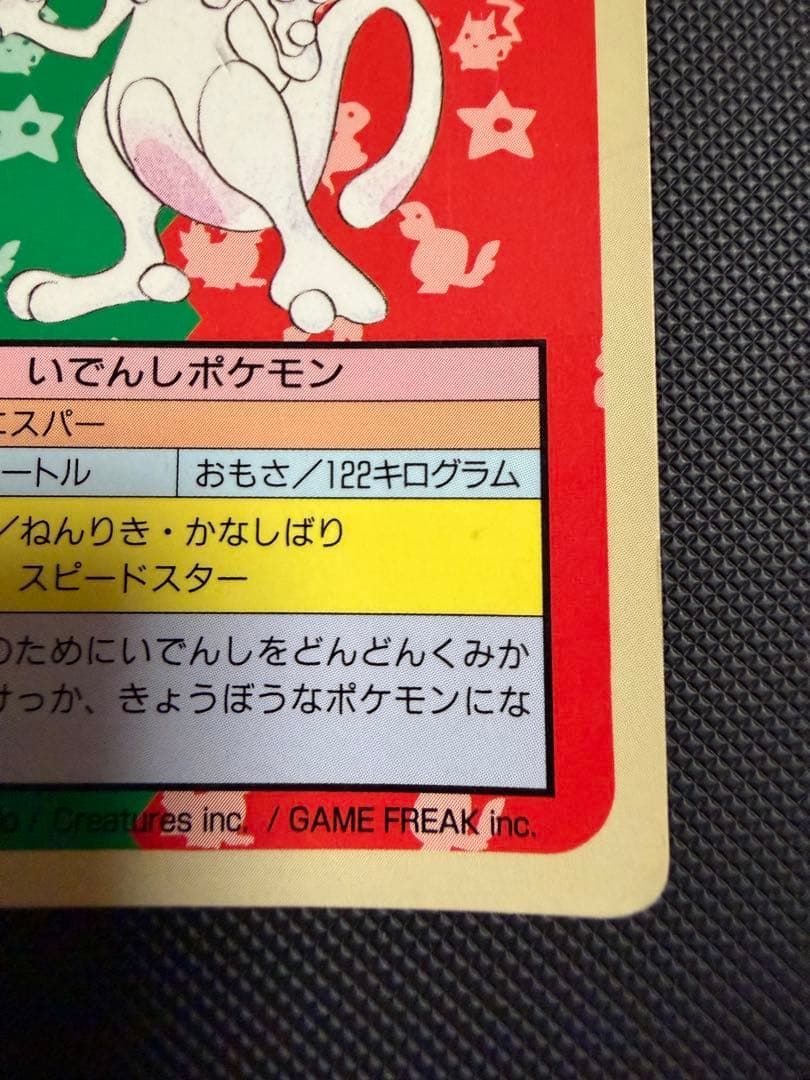 いでんしポケモン
エスパー
ートル
おもさ／122キログラム
／ねんりき・かなしばり
スピードスター
のためにいでんしをどんどんくみか
けっか、きょうぼうなポケモンにな
/ Creatures inc. / GAME FREAK inc.